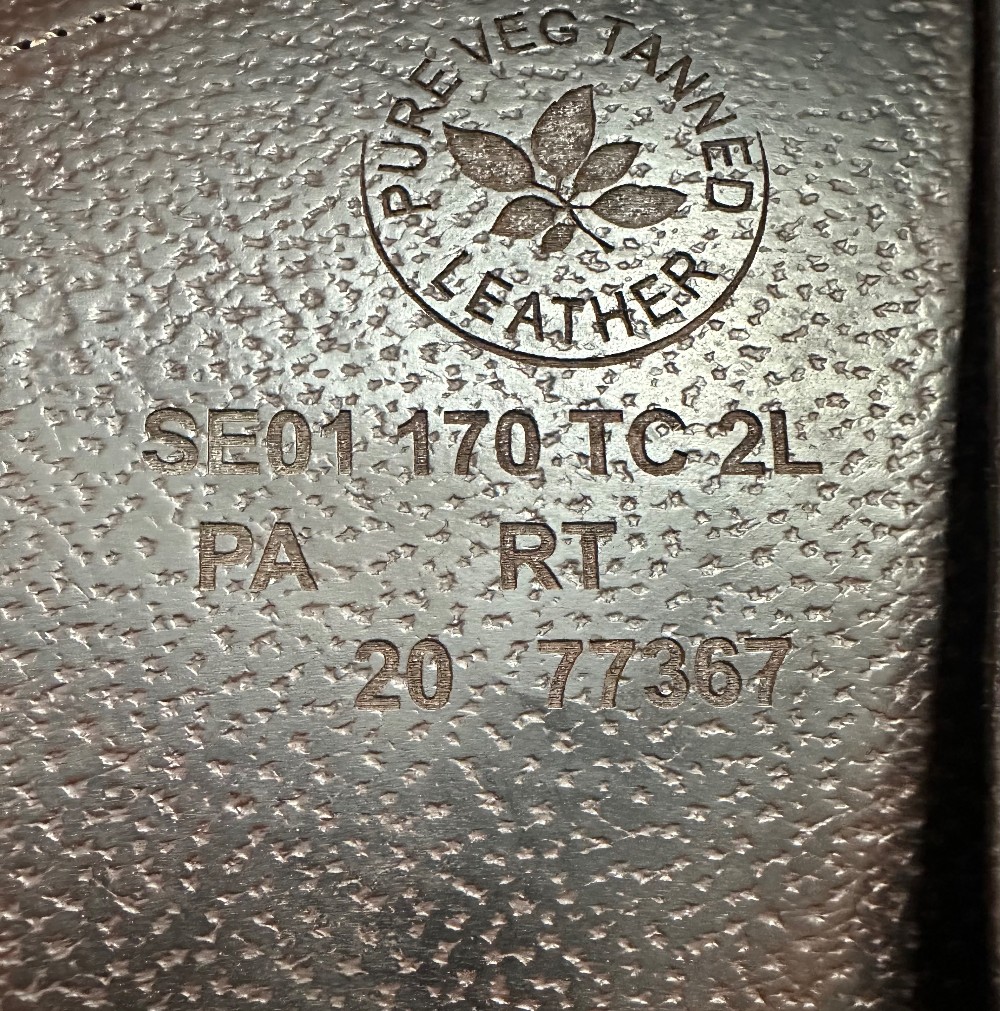 PURE VEG TANNED
LEATHER
SE01 170 TC 2L
PA RT
20 77367